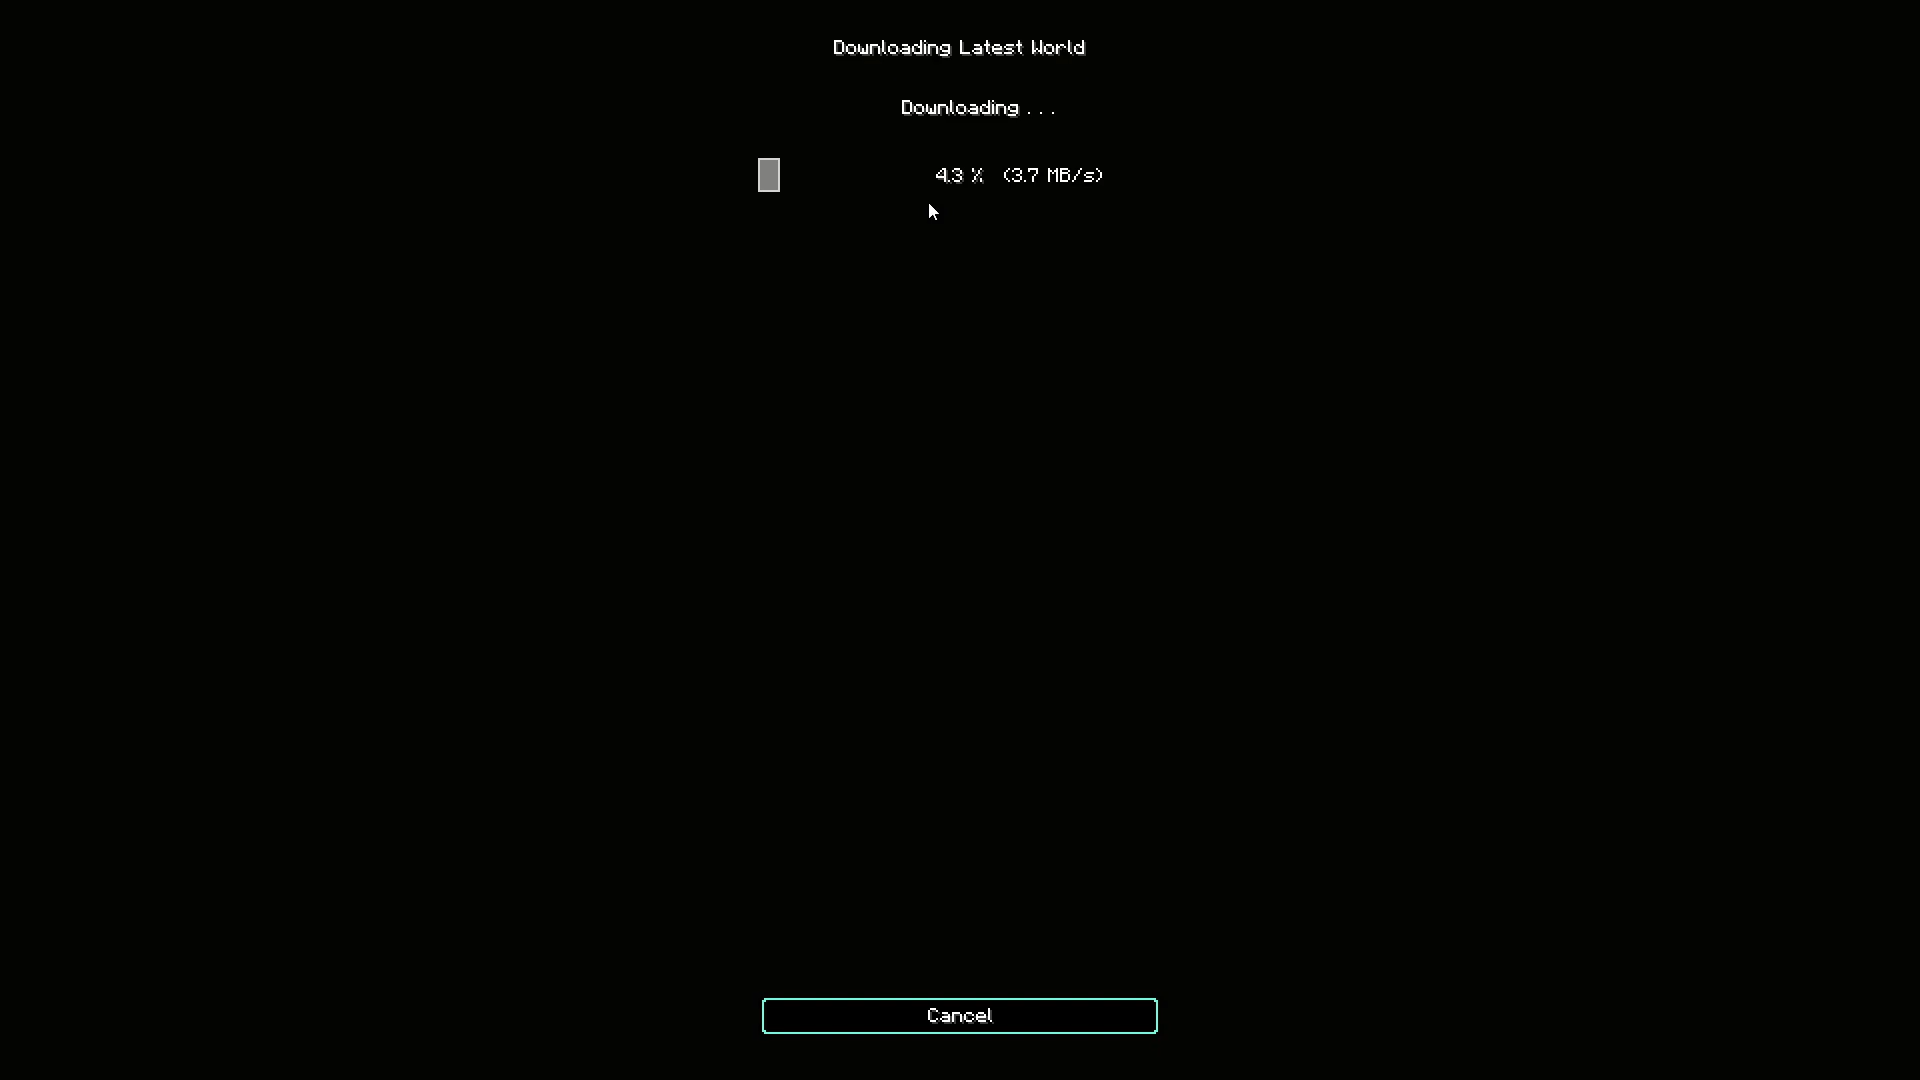 Downloading Latest World
Downloading . . .
4.3 % (3.7 MB/s)
Cancel